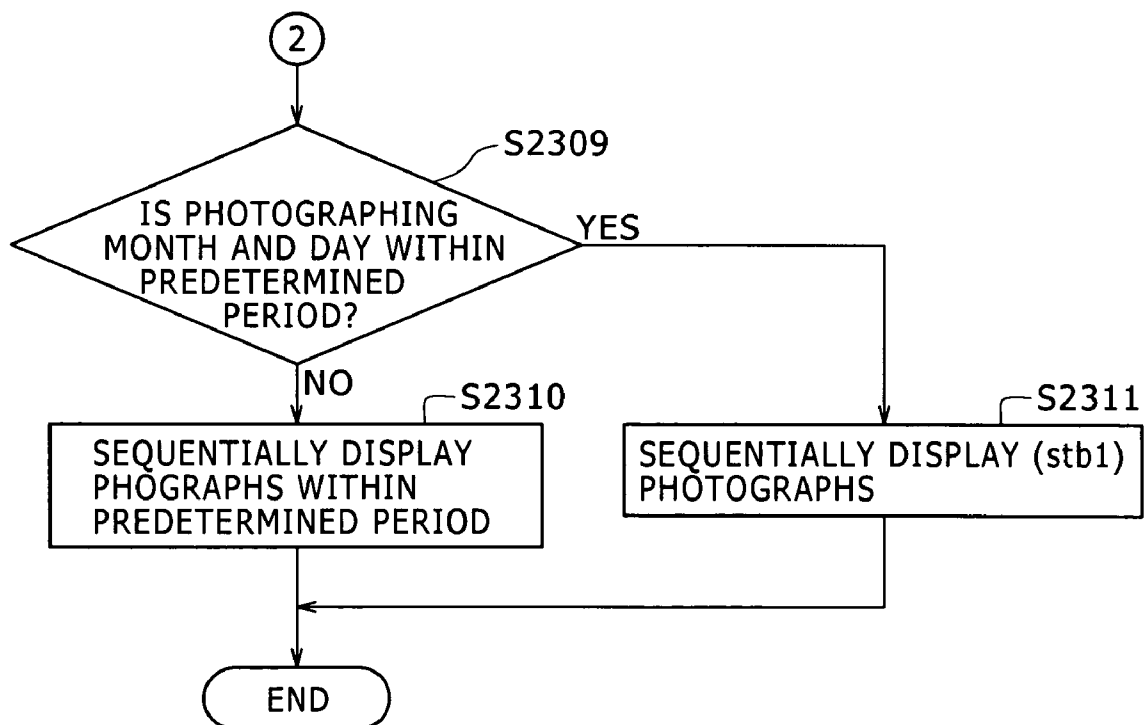 2
S2309
IS PHOTOGRAPHING
MONTH AND DAY WITHIN
PREDETERMINED
PERIOD?
YES
NO
S2310
SEQUENTIALLY DISPLAY
PHOGRAPHS WITHIN
PREDETERMINED PERIOD
S2311
SEQUENTIALLY DISPLAY (stb1)
PHOTOGRAPHS
END